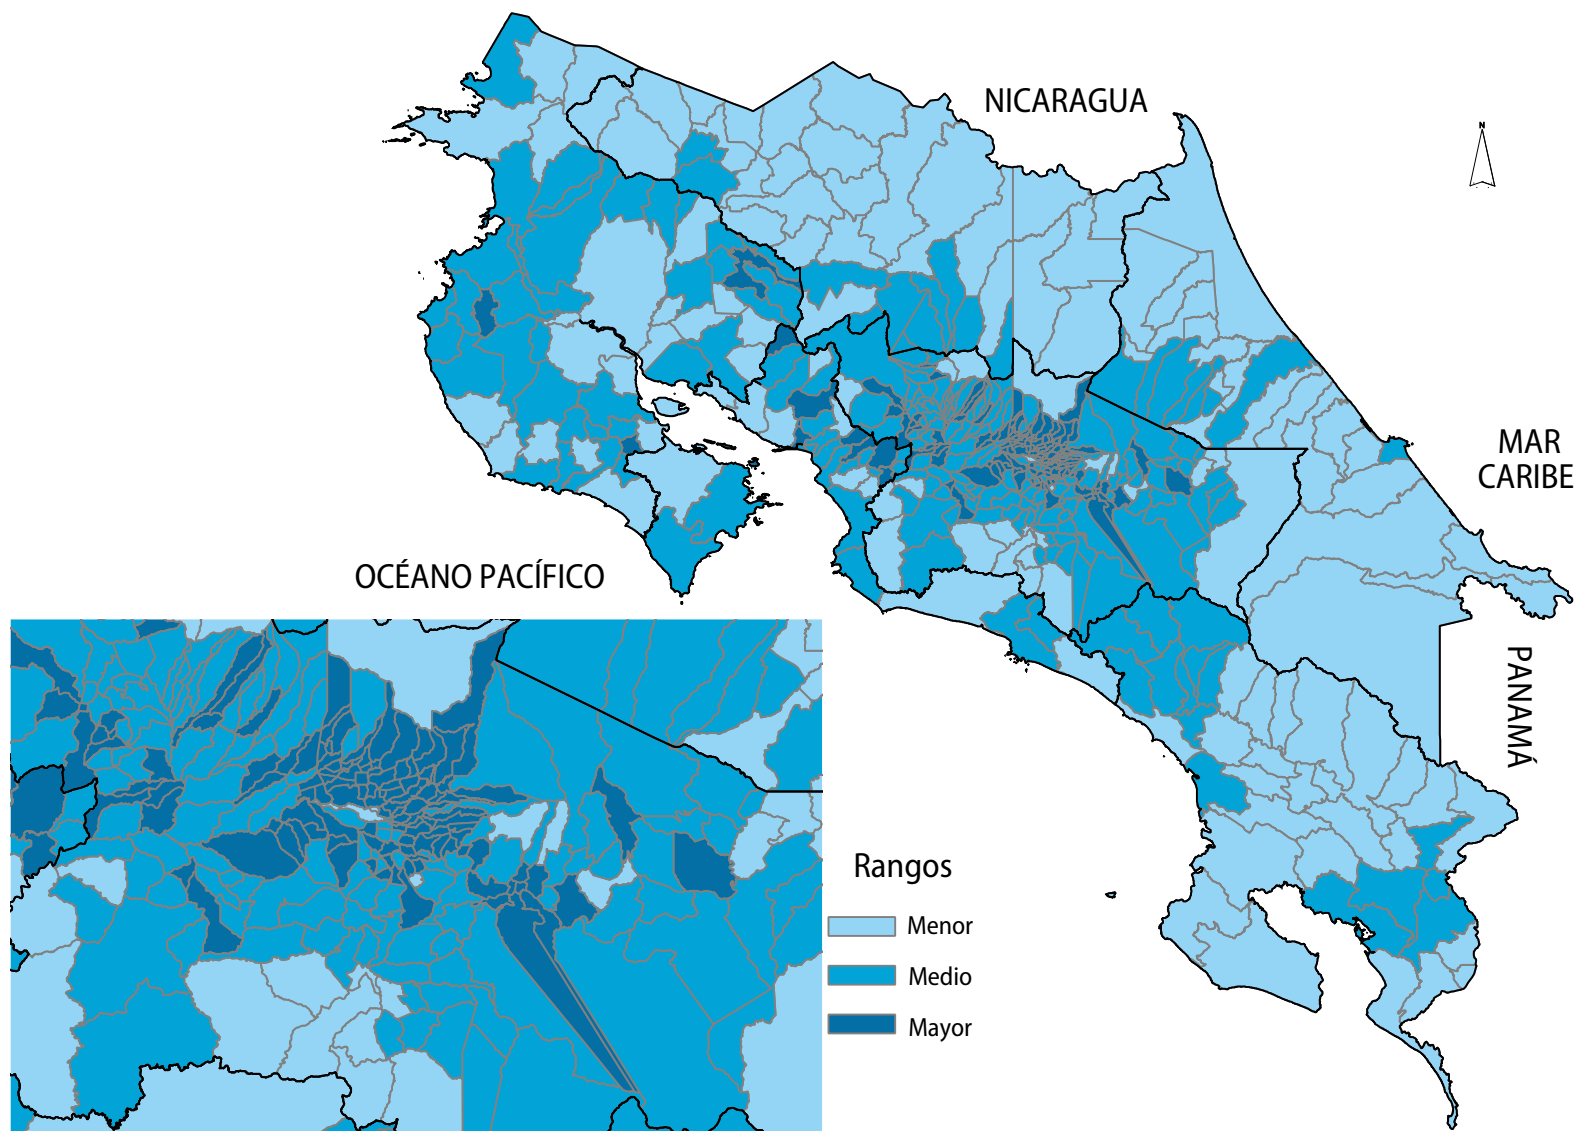 N
NICARAGUA
MAR
CARIBE
OCÉANO PACÍFICO
PANAMÁ
Rangos
Menor
Medio
Mayor